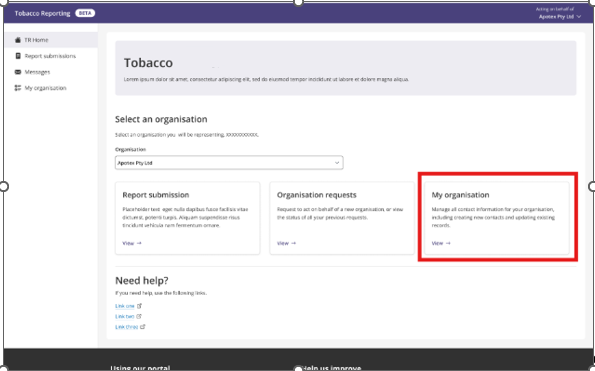 Tobacco Reporting BETA
Acting on behalf of
Apotex Pty Ltd
TR Home
Report submissions
Messages
My organisation
Tobacco
Lorem ipsum dolor sit amet, consectetur adipiscing elit, sed do eiusmod tempor incididunt ut labore et dolore magna aliqua.
Select an organisation
Select an organisation you will be representing, XXXXXXXXXXX.
Organisation
Apotex Pty Ltd
Report submission
Placeholder text eget nulla dapibus fusce facilisis vitae
dictumst, potenti turpis. Aliquam suspendisse risus
tincidunt vehicula nam fermentum ornare.
View →
Organisation requests
Request to act on behalf of a new organisation, or view
the status of all your previous requests.
View →
My organisation
Manage all contact information for your organisation,
including creating new contacts and updating existing
records.
View →
Need help?
If you need help, use the following links.
Link one
Link two
Link three
Using our portal
Help us improve